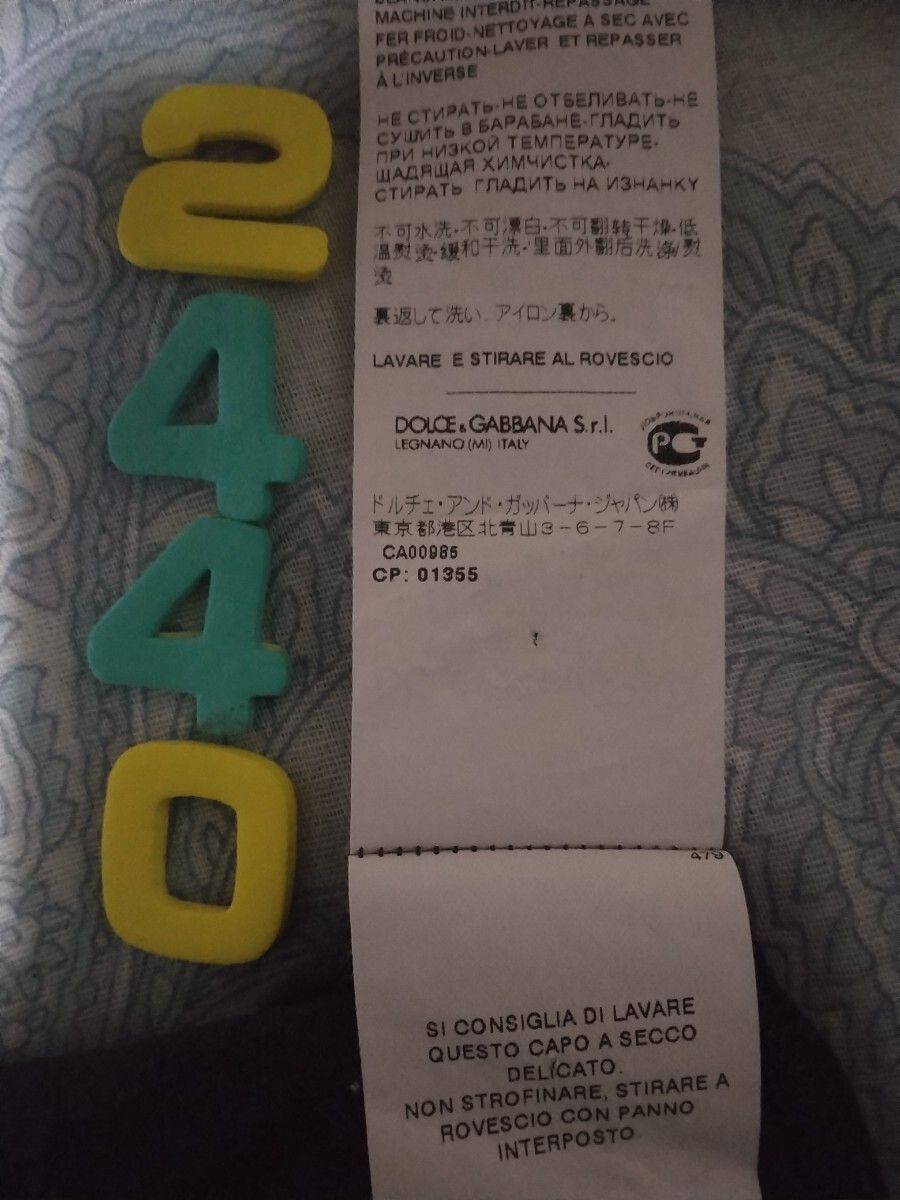 MACHINE INTERDIT-REPASSAGE
FER FROID-NETTOYAGE A SEC AVEC
PRÉCAUTION-LAVER ET REPASSER
À L'INVERSE
НЕ СТИРАТЬ-НЕ ОТБЕЛИВАТЬ-НЕ
СУШИТЬ В БАРАБАНЕ-ГЛАДИТЬ
ПРИ НИЗКОЙ ТЕМПЕРАТУРЕ-
ЩАДЯЩАЯ ХИМЧИСТКА-
СТИРАТЬ ГЛАДИТЬ НА ИЗНАНКУ
不可水洗-不可漂白-不可翻转干燥-低
温熨烫-缓和干洗-里面外翻后洗涤/熨
烫
裏返して洗い、アイロン裏から。
LAVARE E STIRARE AL ROVESCIO
DOLCE & GABBANA S.r.l.
LEGNANO (MI) ITALY
ドルチェ・アンド・ガッバーナ・ジャパン㈱
東京都港区北青山3-6-7-8F
CA00985
CP: 01355
479
SI CONSIGLIA DI LAVARE
QUESTO CAPO A SECCO
DELICATO.
NON STROFINARE, STIRARE A
ROVESCIO CON PANNO
INTERPOSTO
2
4
4
0